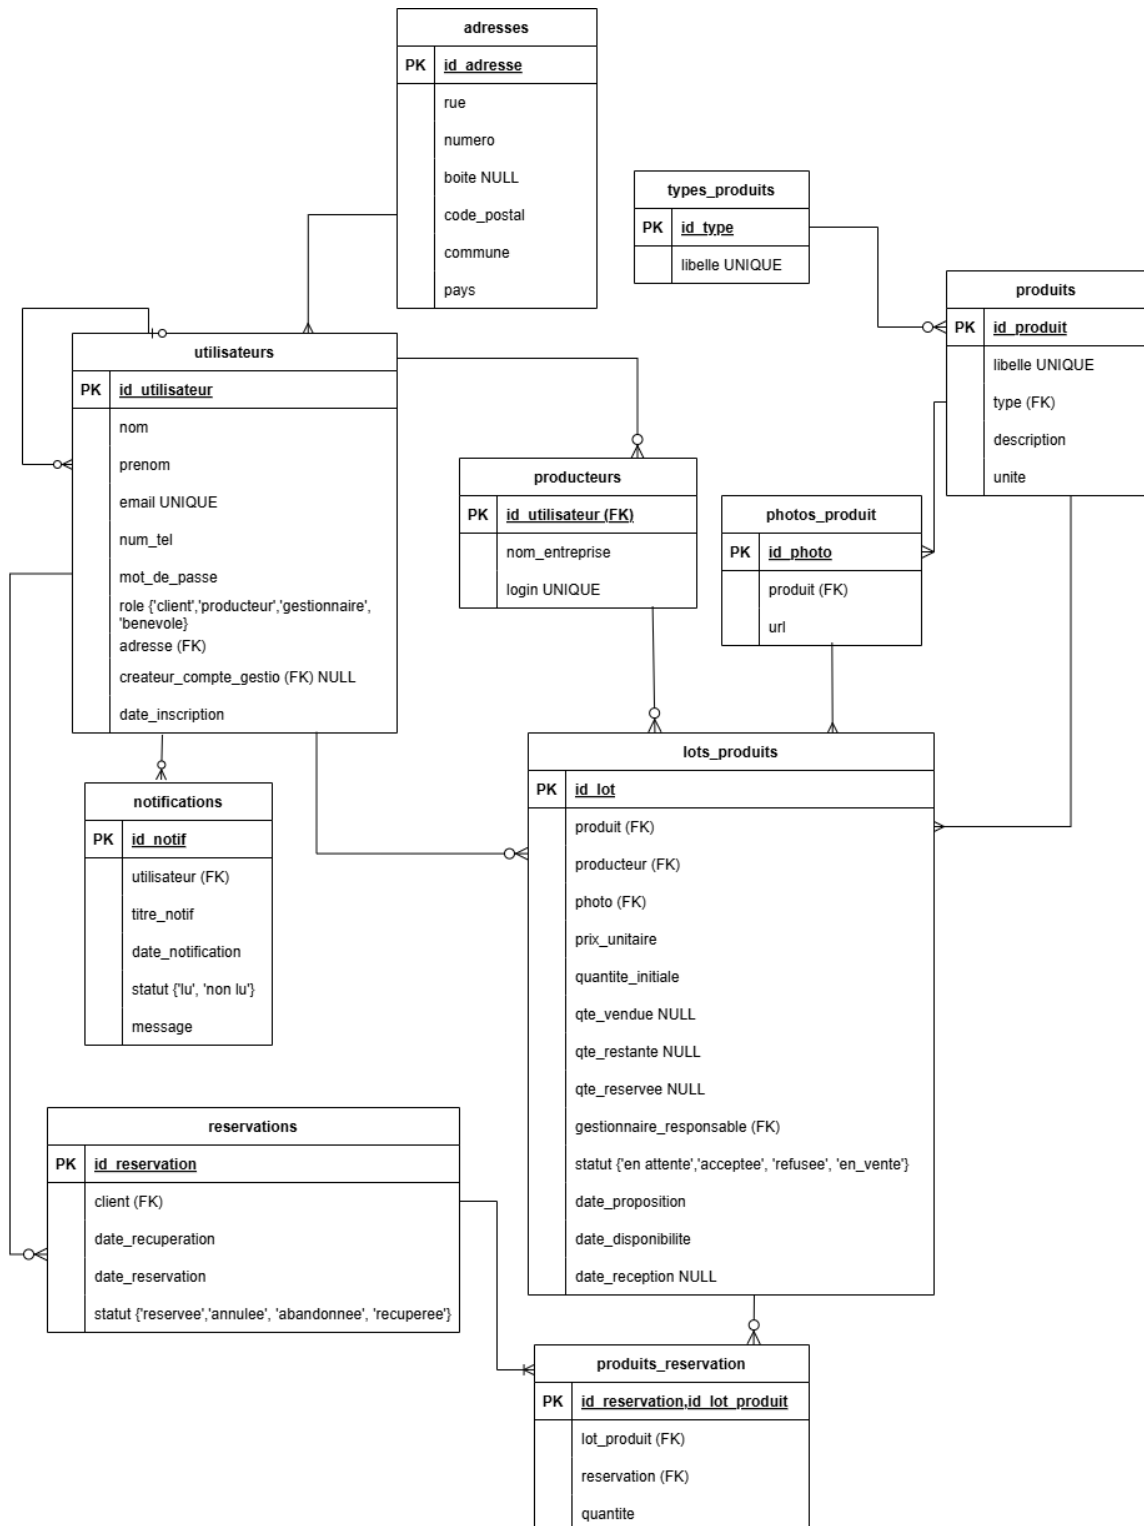 adresses
PK id_adresse
rue
numero
boite NULL
code_postal
commune
pays
types_produits
PK id_type
libelle UNIQUE
produits
PK id_produit
libelle UNIQUE
type (FK)
description
unite
utilisateurs
PK id_utilisateur
nom
prenom
email UNIQUE
num_tel
mot_de_passe
role {'client','producteur','gestionnaire',
'benevole}
adresse (FK)
createur_compte_gestio (FK) NULL
date_inscription
producteurs
PK id_utilisateur (FK)
nom_entreprise
login UNIQUE
photos_produit
PK id_photo
produit (FK)
url
lots_produits
PK id_lot
produit (FK)
producteur (FK)
photo (FK)
prix_unitaire
quantite_initiale
qte_vendue NULL
qte_restante NULL
qte_reservee NULL
gestionnaire_responsable (FK)
statut {'en attente','acceptee', 'refusee', 'en_vente'}
date_proposition
date_disponibilite
date_reception NULL
notifications
PK id_notif
utilisateur (FK)
titre_notif
date_notification
statut {'lu', 'non lu'}
message
reservations
PK id_reservation
client (FK)
date_recuperation
date_reservation
statut {'reservee','annulee', 'abandonnee', 'recuperee'}
produits_reservation
PK id_reservation,id_lot_produit
lot_produit (FK)
reservation (FK)
quantite